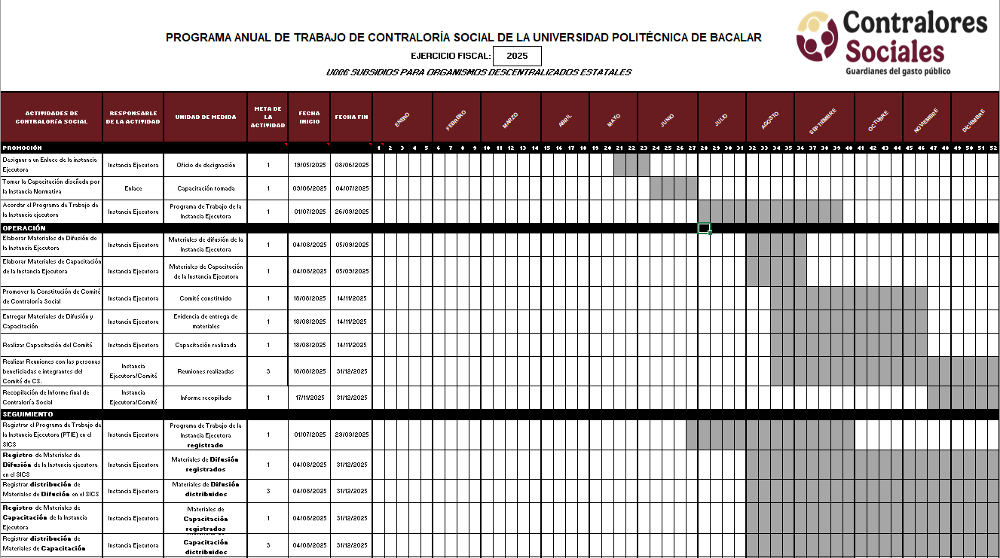 Contralores
Sociales
Guardianes del gasto público
PROGRAMA ANUAL DE TRABAJO DE CONTRALORÍA SOCIAL DE LA UNIVERSIDAD POLITÉCNICA DE BACALAR
EJERCICIO FISCAL: 2025
U006 SUBSIDIOS PARA ORGANISMOS DESCENTRALIZADOS ESTATALES
ACTIVIDADES DE CONTRALORÍA SOCIAL RESPONSABLE DE LA ACTIVIDAD UNIDAD DE MEDIDA META DE LA ACTIVIDAD FECHA INICIO FECHA FIN ENERO FEBRERO MARZO ABRIL MAYO JUNIO JULIO AGOSTO SEPTIEMBRE OCTUBRE NOVIEMBRE DICIEMBRE
PROMOCIÓN 1 2 3 4 5 6 7 8 9 10 11 12 13 14 15 16 17 18 19 20 21 22 23 24 25 26 27 28 29 30 31 32 33 34 35 36 37 38 39 40 41 42 43 44 45 46 47 48 49 50 51 52
Designar a un Enlace de la instancia Ejecutora Instancia Ejecutora Oficio de designación 1 19/05/2025 08/06/2025
Tomar la Capacitación diseñada por la Instancia Normativa Enlace Capacitación tomada 1 09/06/2025 04/07/2025
Acordar el Programa de Trabajo de la Instancia ejecutora Instancia Ejecutora Programa de Trabajo de la Instancia Ejecutora 1 01/07/2025 26/09/2025
OPERACIÓN
Elaborar Materiales de Difusión de la Instancia Ejecutora Instancia Ejecutora Materiales de difusión de la Instancia Ejecutora 1 04/08/2025 05/09/2025
Elaborar Materiales de Capacitación de la Instancia Ejecutora Instancia Ejecutora Materiales de Capacitación de la Instancia Ejecutora 1 04/08/2025 05/09/2025
Promover la Constitución de Comité de Contraloría Social Instancia Ejecutora Comité constituido 1 18/08/2025 14/11/2025
Entregar Materiales de Difusión y Capacitación Instancia Ejecutora Evidencia de entrega de materiales 1 18/08/2025 14/11/2025
Realizar Capacitación del Comité Instancia Ejecutora Capacitación realizada 1 18/08/2025 14/11/2025
Realizar Reuniones con las personas beneficiadas e integrantes del Comité de CS. Instancia Ejecutora/Comité Reuniones realizadas 3 18/08/2025 31/12/2025
Recopilación de Informe final de Contraloría Social Instancia Ejecutora/Comité Informe recopilado 1 17/11/2025 31/12/2025
SEGUIMIENTO
Registrar el Programa de Trabajo de la Instancia Ejecutora (PTIE) en el SICS Instancia Ejecutora Programa de Trabajo de la Instancia Ejecutora registrado 1 01/07/2025 29/09/2025
Registro de Materiales de Difusión de la Instancia ejecutora en el SICS Instancia Ejecutora Materiales de Difusión registrados 1 04/08/2025 31/12/2025
Registrar distribución de Materiales de Difusión en el SICS Instancia Ejecutora Materiales de Difusión distribuidos 3 04/08/2025 31/12/2025
Registro de Materiales de Capacitación de la Instancia Ejecutora Instancia Ejecutora Materiales de Capacitación registrados 1 04/08/2025 31/12/2025
Registrar distribución de Materiales de Capacitación Instancia Ejecutora Capacitación distribuidos 3 04/08/2025 31/12/2025